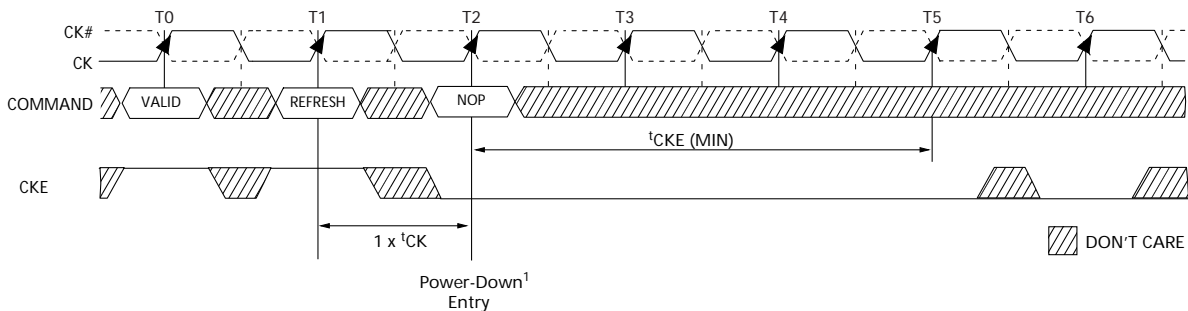 T0 T1 T2 T3 T4 T5 T6
CK#
CK
COMMAND VALID REFRESH NOP
tCKE (MIN)
CKE
1 x tCK
DON'T CARE
Power-Down1
Entry